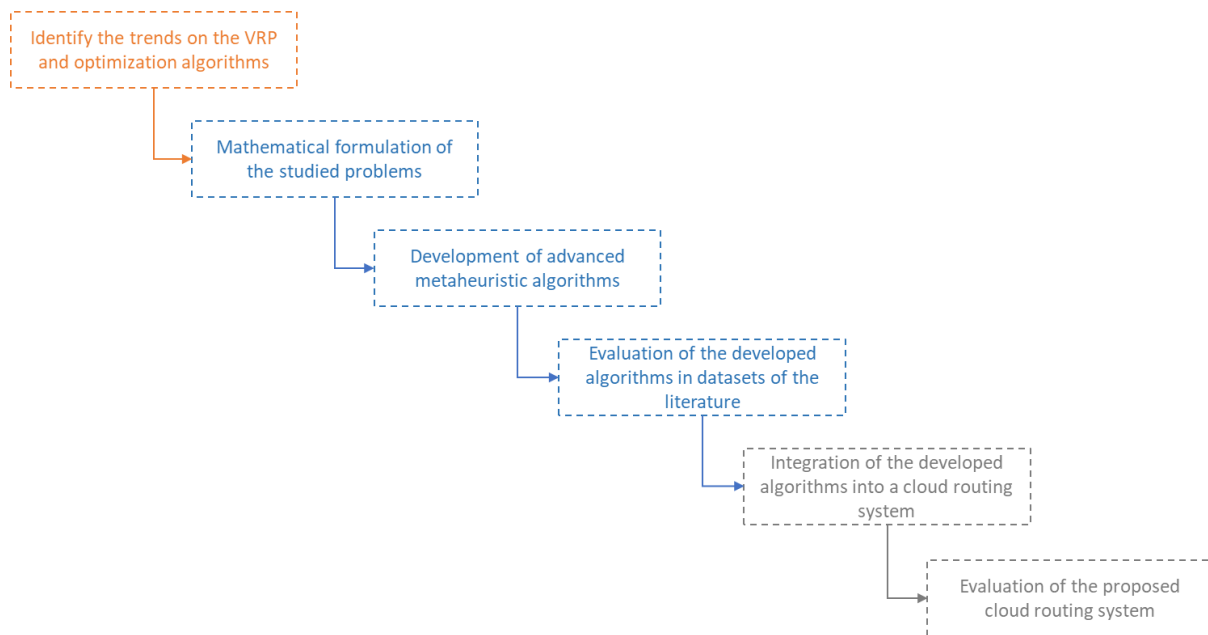 Identify the trends on the VRP
and optimization algorithms
Mathematical formulation of
the studied problems
Development of advanced
metaheuristic algorithms
Evaluation of the developed
algorithms in datasets of the
literature
Integration of the developed
algorithms into a cloud routing
system
Evaluation of the proposed
cloud routing system